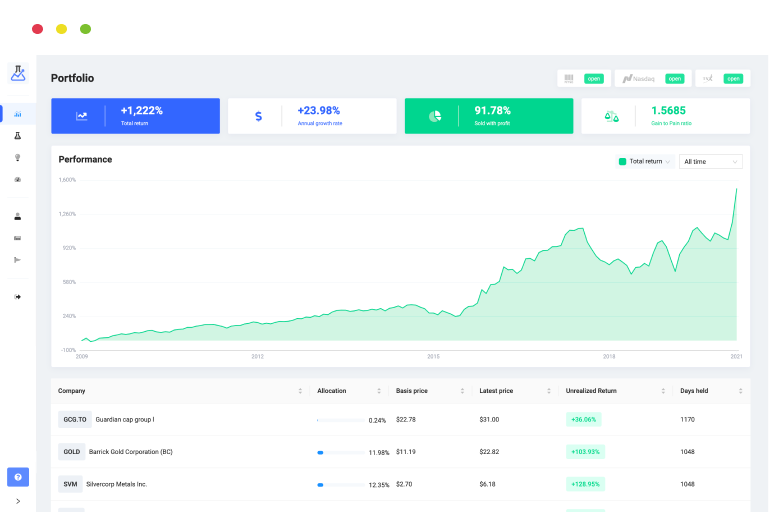 Portfolio
open
Nasdaq
open
open
+1,222%
Total return
$
+23.98%
Annual growth rate
91.78%
Sold with profit
1.5685
Gain to Pain ratio
Performance
Total return
All time
1,600%
1,260%
920%
580%
240%
-100%
2009
2012
2015
2018
2021
Company Allocation Basis price Latest price Unrealized Return Days held
GCG.TO Guardian cap group I 0.24% $22.78 $31.00 +36.06% 1170
GOLD Barrick Gold Corporation (BC) 11.98% $11.19 $22.82 +103.93% 1048
SVM Silvercorp Metals Inc. 12.35% $2.70 $6.18 +128.95% 1048
?